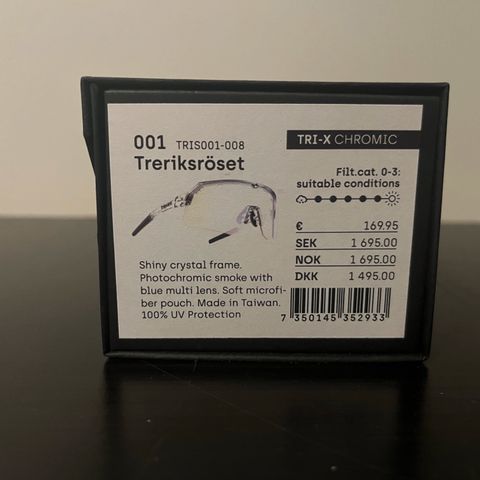 001 TRIS001-008
Treriksröset
TRI-X CHROMIC
Filt.cat. 0-3:
suitable conditions
€ 169.95
SEK 1 695.00
NOK 1 695.00
DKK 1 495.00
Shiny crystal frame.
Photochromic smoke with
blue multi lens. Soft microfi-
ber pouch. Made in Taiwan.
100% UV Protection
7 350145 352933